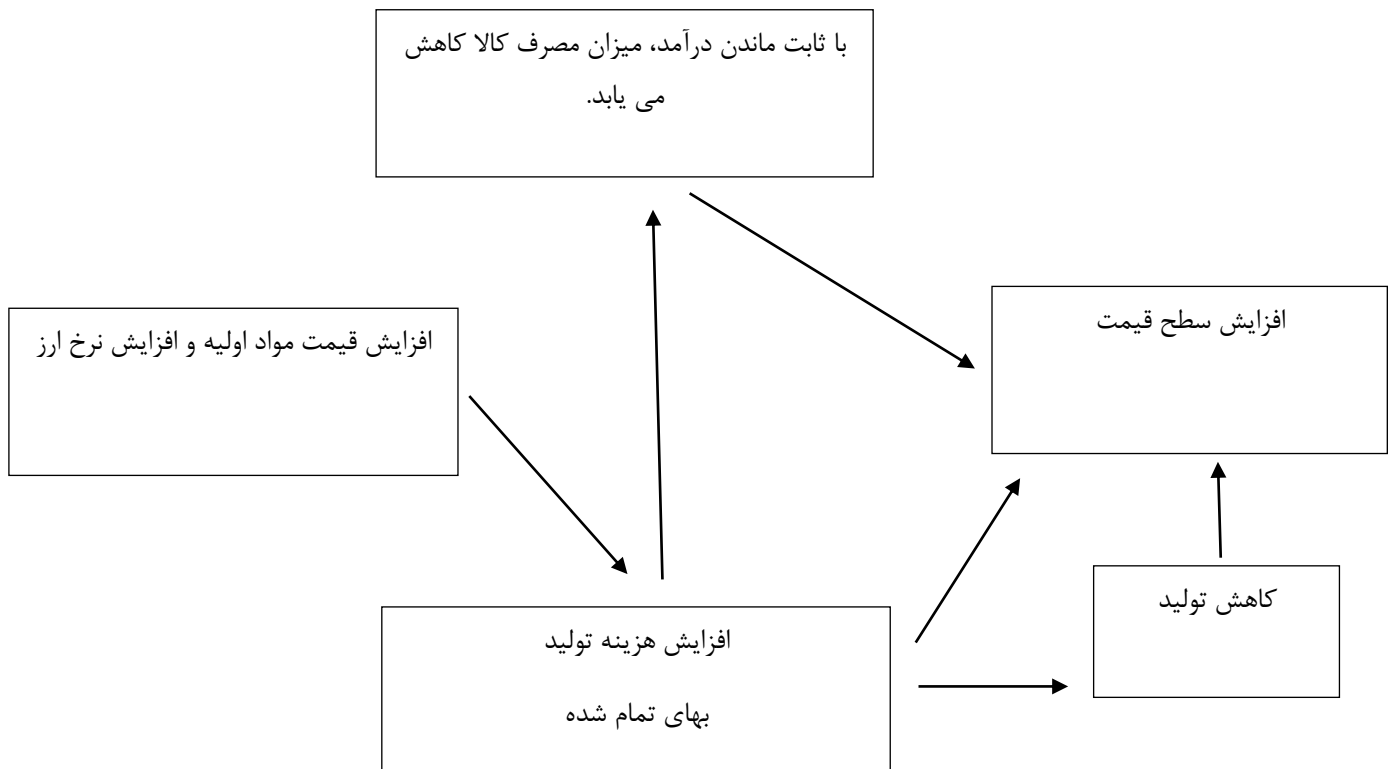 با ثابت ماندن درآمد، میزان مصرف کالا کاهش
می یابد.
افزایش سطح قیمت
افزایش قیمت مواد اولیه و افزایش نرخ ارز
کاهش تولید
افزایش هزینه تولید
بهای تمام شده